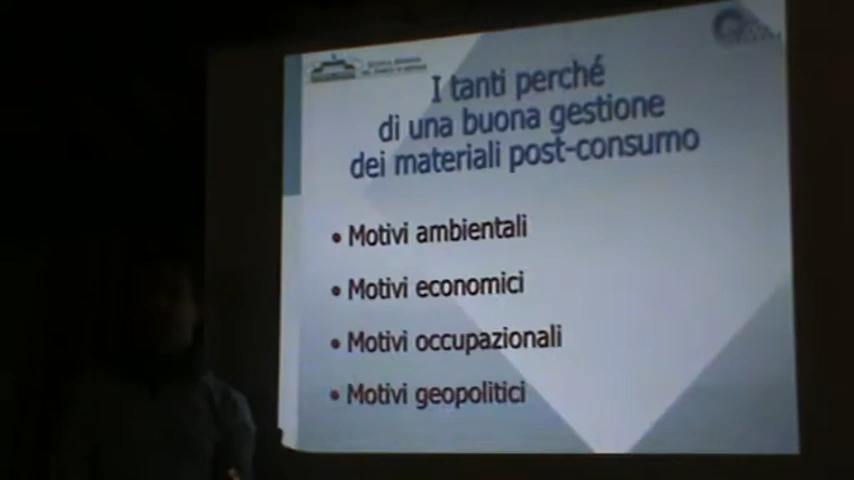 I tanti perché
di una buona gestione
dei materiali post-consumo
• Motivi ambientali
• Motivi economici
• Motivi occupazionali
• Motivi geopolitici